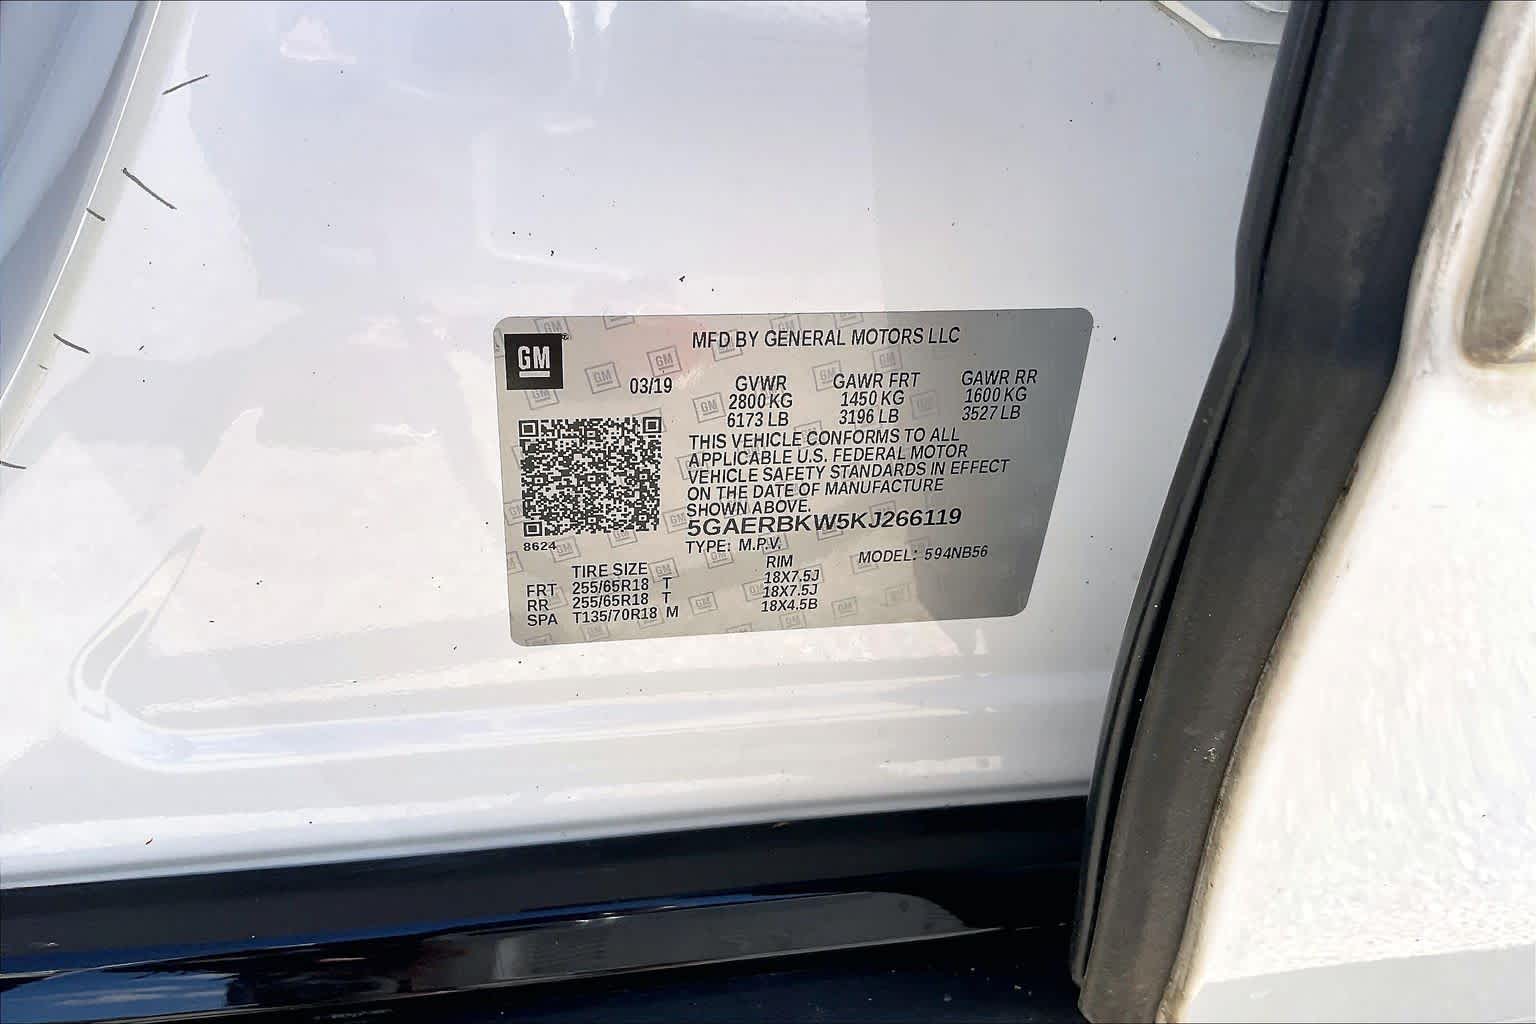 GM
MFD BY GENERAL MOTORS LLC
03/19
GVWR GAWR FRT GAWR RR
2800 KG 1450 KG 1600 KG
6173 LB 3196 LB 3527 LB
THIS VEHICLE CONFORMS TO ALL
APPLICABLE U.S. FEDERAL MOTOR
VEHICLE SAFETY STANDARDS IN EFFECT
ON THE DATE OF MANUFACTURE
SHOWN ABOVE.
5GAERBKW5KJ266119
8624
TYPE: M.P.V. MODEL: 594NB56
TIRE SIZE RIM
FRT 255/65R18 T 18X7.5J
RR 255/65R18 T 18X7.5J
SPA T135/70R18 M 18X4.5B